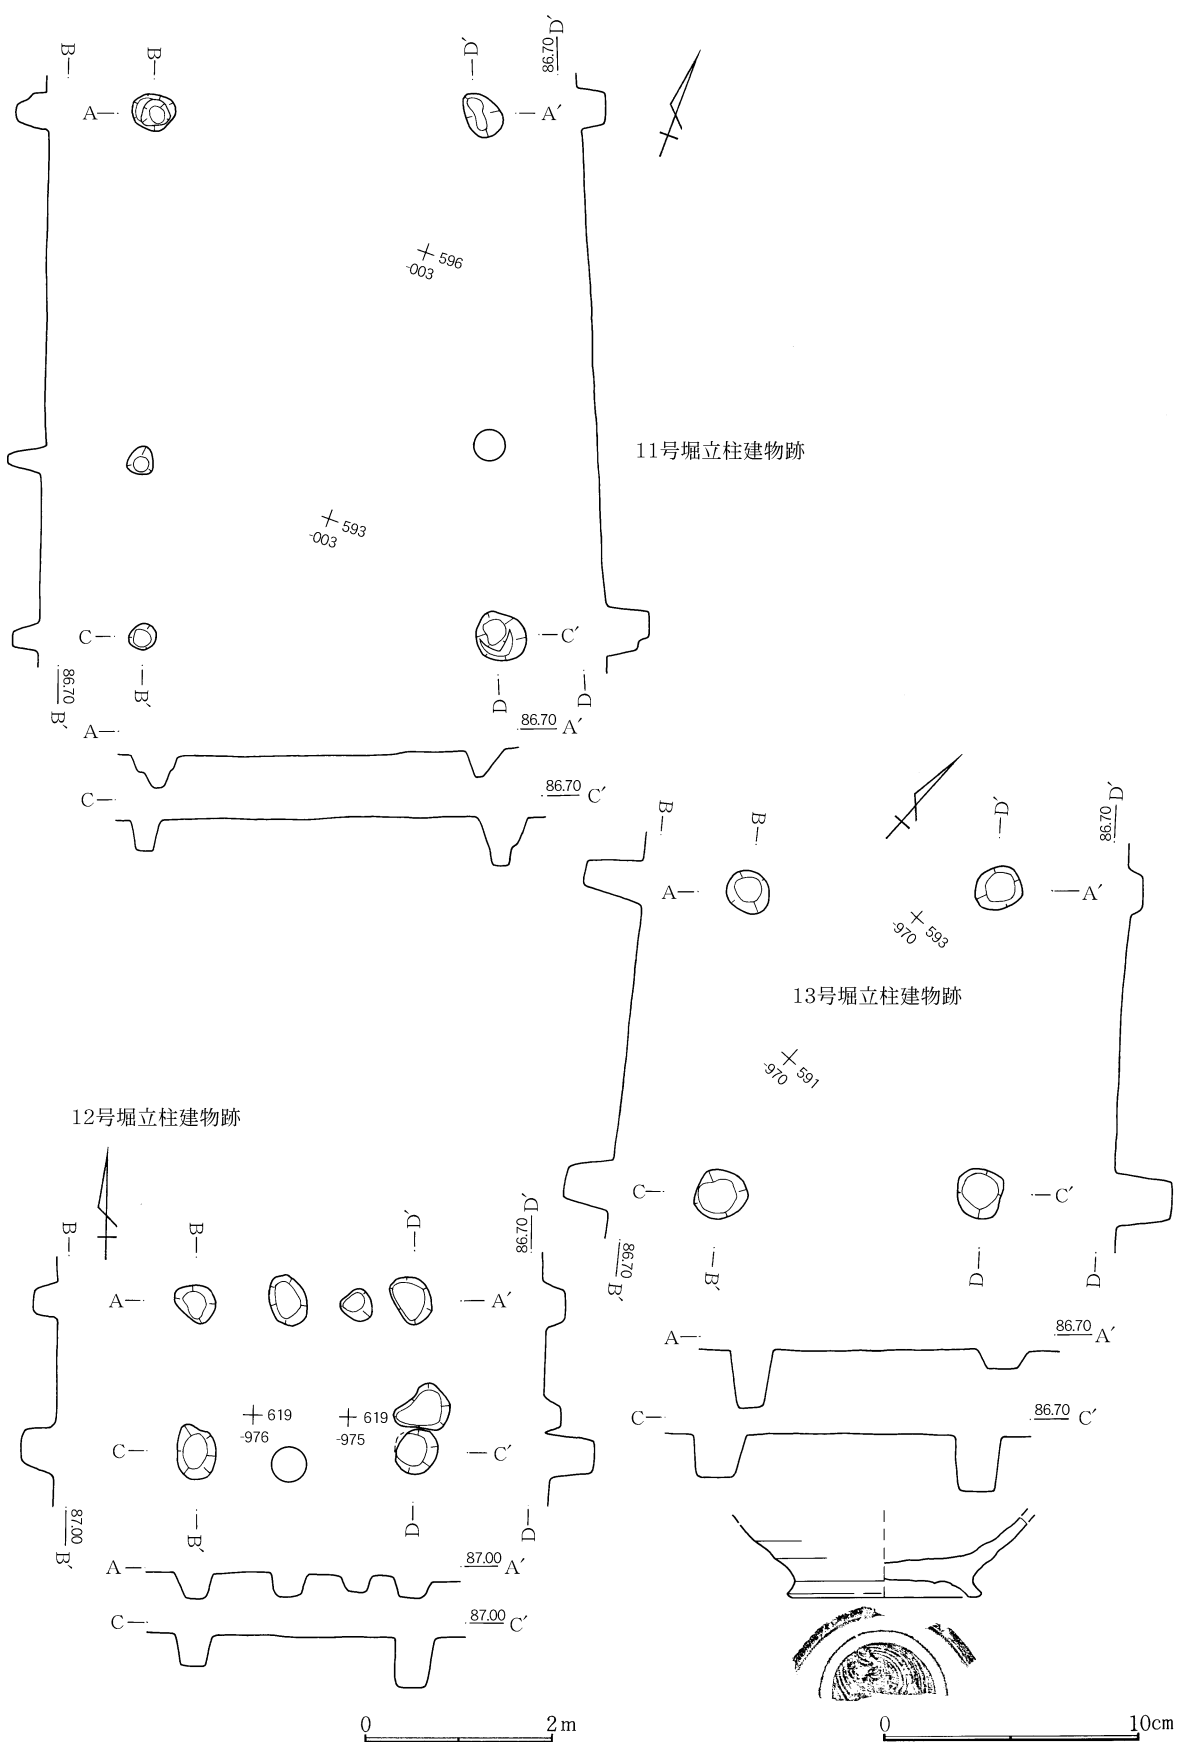 B B D′ 86.70 D′
A A′
596
-003
11号堀立柱建物跡
593
-003
C C′
86.70 B′ B′ D D
A 86.70 A′
C 86.70 C′
B B D′ 86.70 D′
A A′
593
-970
13号堀立柱建物跡
591
-970
C C′
86.70 B′ B′ D D
A 86.70 A′
C 86.70 C′
12号堀立柱建物跡
B B D′ 86.70 D′
A A′
619
-976
619
-975
C C′
87.00 B′ B′ D D
A 87.00 A′
C 87.00 C′
0 2m
0 10cm